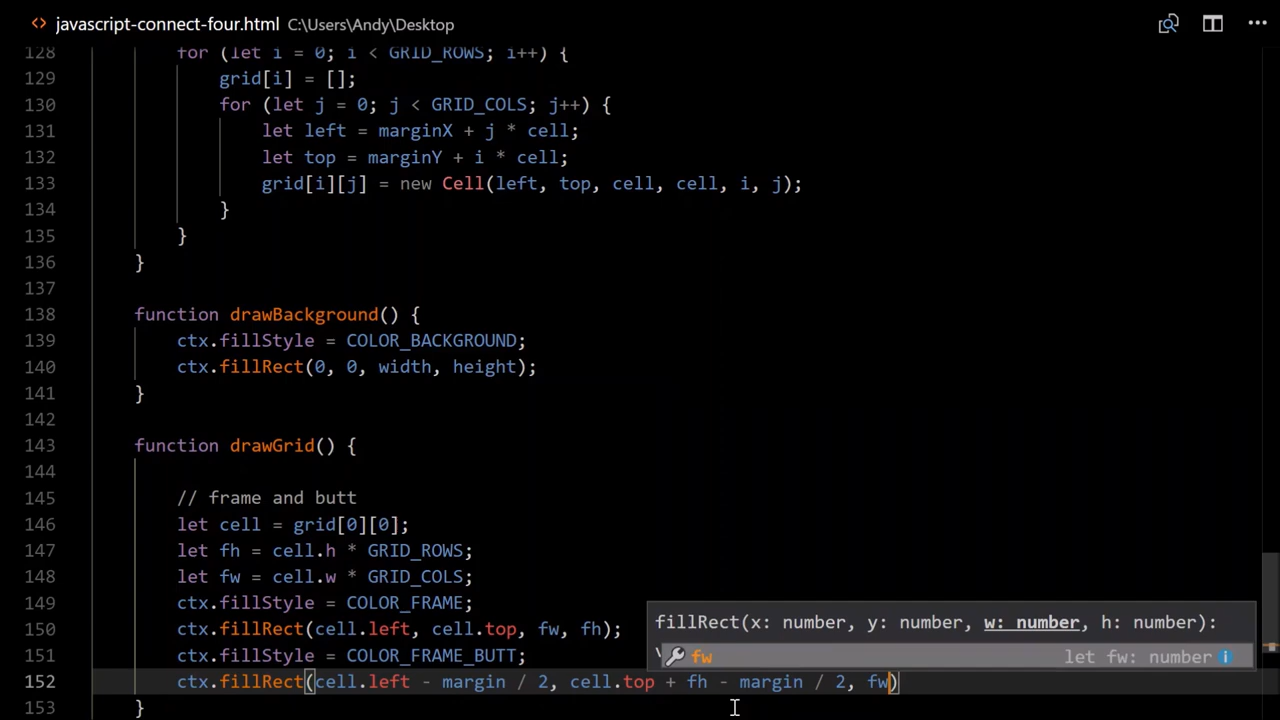 <> javascript-connect-four.html C:\Users\Andy\Desktop
128 for (let i = 0; i < GRID_ROWS; i++) {
129 grid[i] = [];
130 for (let j = 0; j < GRID_COLS; j++) {
131 let left = marginX + j * cell;
132 let top = marginY + i * cell;
133 grid[i][j] = new Cell(left, top, cell, cell, i, j);
134 }
135 }
136 }
137
138 function drawBackground() {
139 ctx.fillStyle = COLOR_BACKGROUND;
140 ctx.fillRect(0, 0, width, height);
141 }
142
143 function drawGrid() {
144
145 // frame and butt
146 let cell = grid[0][0];
147 let fh = cell.h * GRID_ROWS;
148 let fw = cell.w * GRID_COLS;
149 ctx.fillStyle = COLOR_FRAME;
fillRect(x: number, y: number, w: number, h: number):
150 ctx.fillRect(cell.left, cell.top, fw, fh);
151 ctx.fillStyle = COLOR_FRAME_BUTT;
fw let fw: number
152 ctx.fillRect(cell.left - margin / 2, cell.top + fh - margin / 2, fw)
153 }